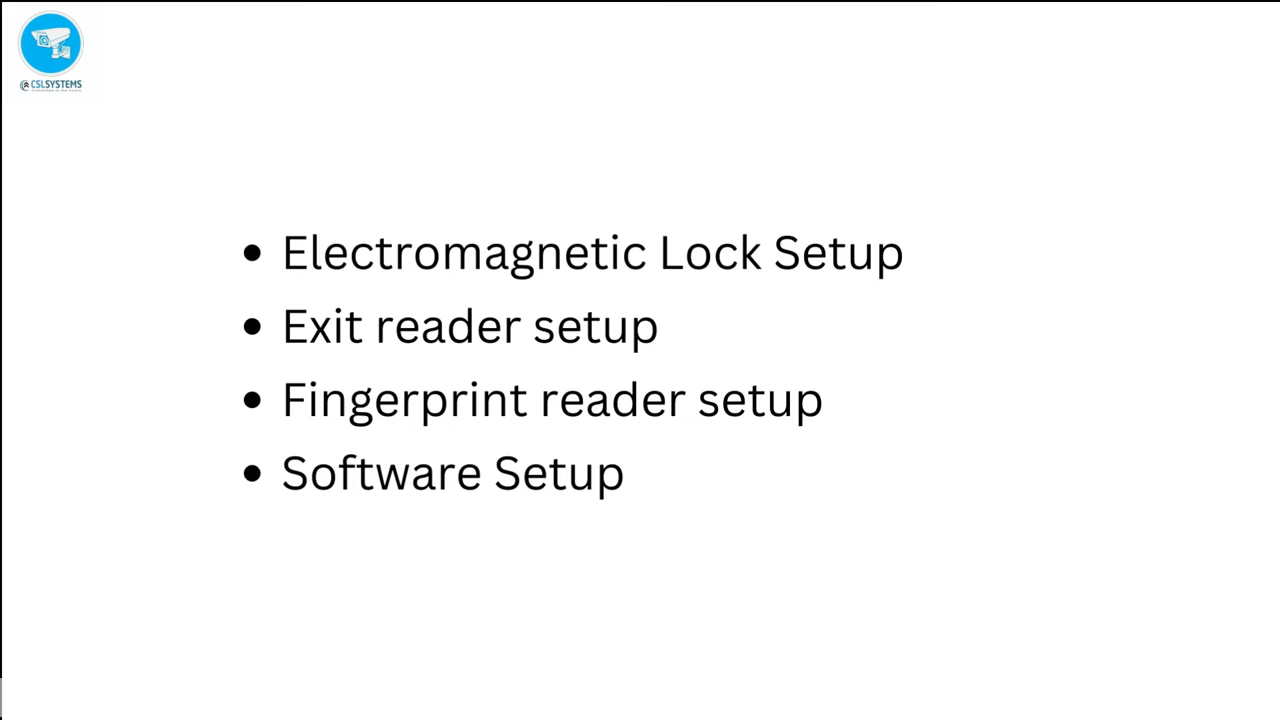 CSLSYSTEMS
• Electromagnetic Lock Setup
• Exit reader setup
• Fingerprint reader setup
• Software Setup